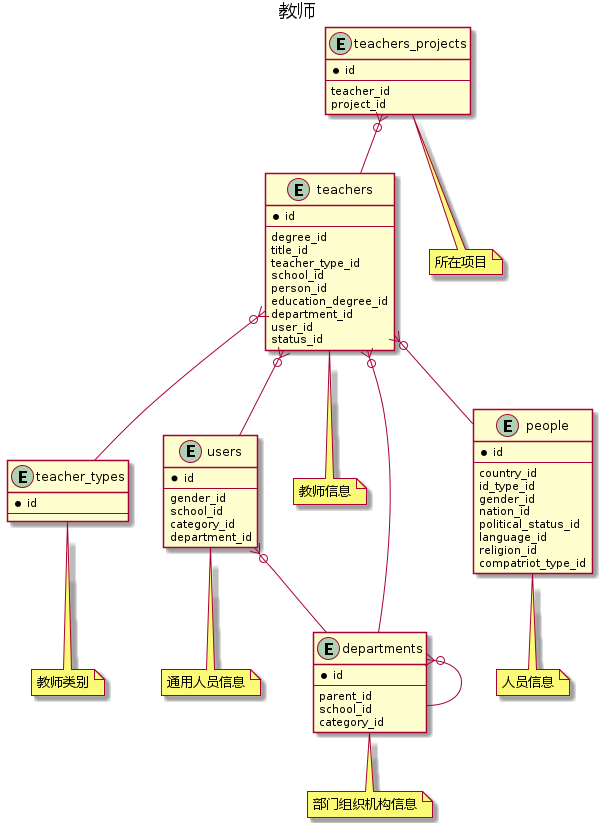 教师
E teachers_projects
id
teacher_id
project_id
所在项目
E teachers
id
degree_id
title_id
teacher_type_id
school_id
person_id
education_degree_id
department_id
user_id
status_id
教师信息
E teacher_types
id
教师类别
E users
id
gender_id
school_id
category_id
department_id
通用人员信息
E people
id
country_id
id_type_id
gender_id
nation_id
political_status_id
language_id
religion_id
compatriot_type_id
人员信息
E departments
id
parent_id
school_id
category_id
部门组织机构信息